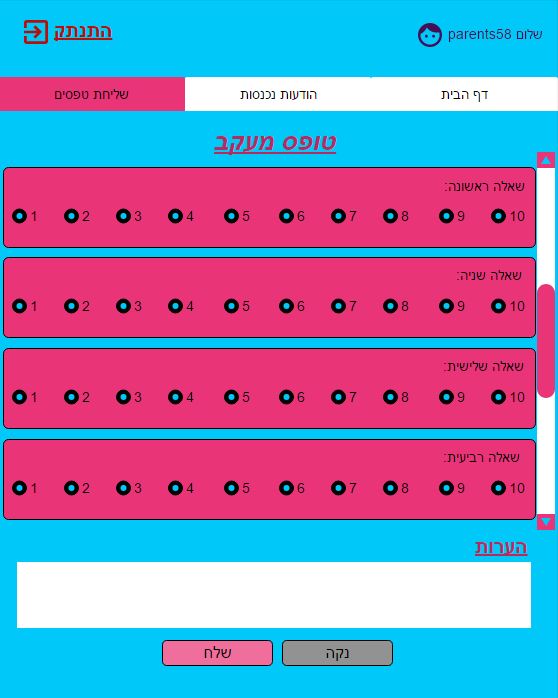 שלום parents58
התנתק
דף הבית
הודעות נכנסות
שליחת טפסים
טופס מעקב
שאלה ראשונה:
1 2 3 4 5 6 7 8 9 10
שאלה שניה:
1 2 3 4 5 6 7 8 9 10
שאלה שלישית:
1 2 3 4 5 6 7 8 9 10
שאלה רביעית:
1 2 3 4 5 6 7 8 9 10
הערות
נקה
שלח